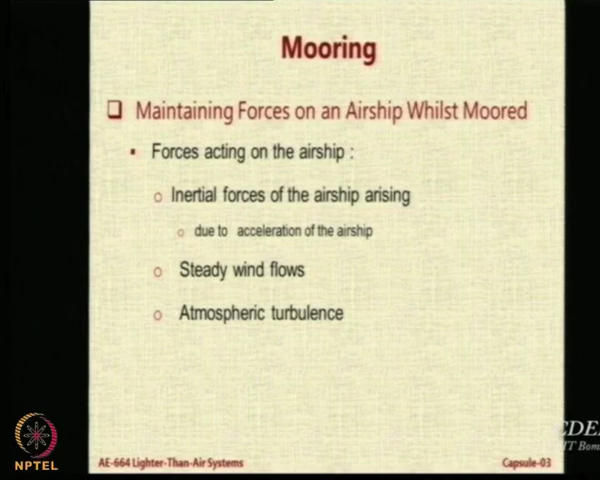 Mooring
Maintaining Forces on an Airship Whilst Moored
Forces acting on the airship :
Inertial forces of the airship arising
due to acceleration of the airship
Steady wind flows
Atmospheric turbulence
NPTEL
AE-664 Lighter-Than-Air Systems
Capsule-03